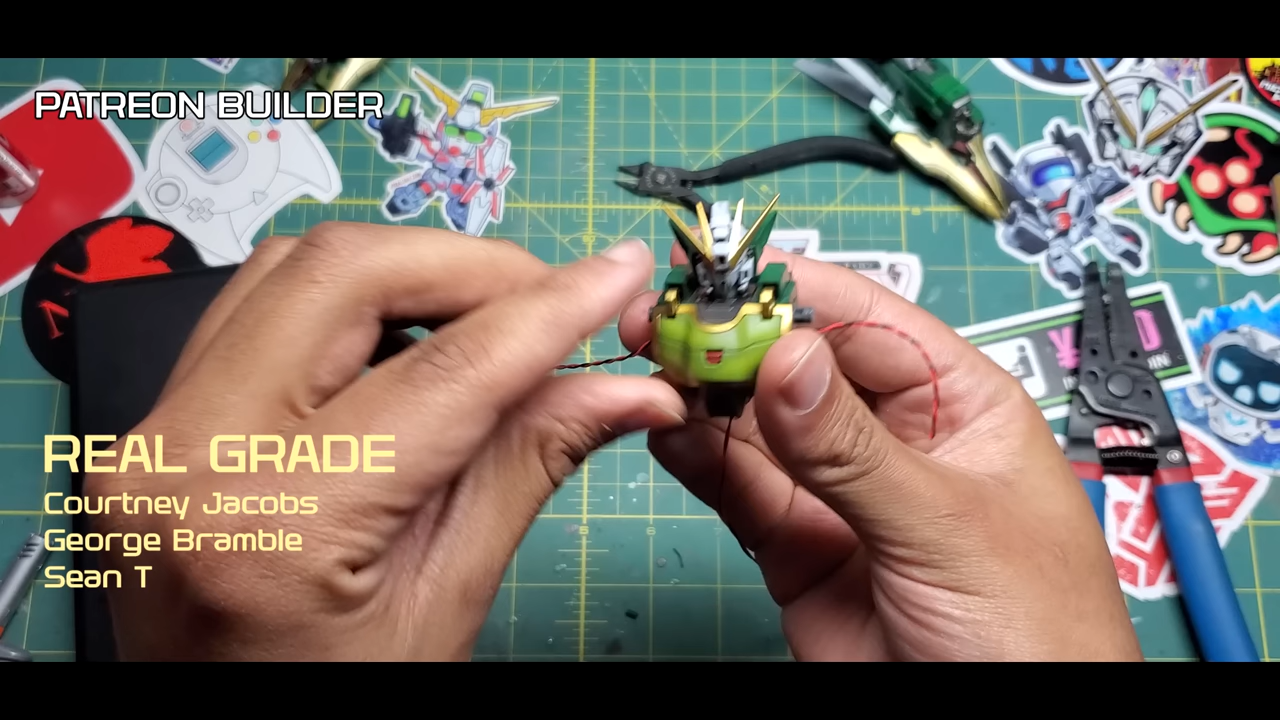 PATREON BUILDER
REAL GRADE
Courtney Jacobs
George Bramble
Sean T